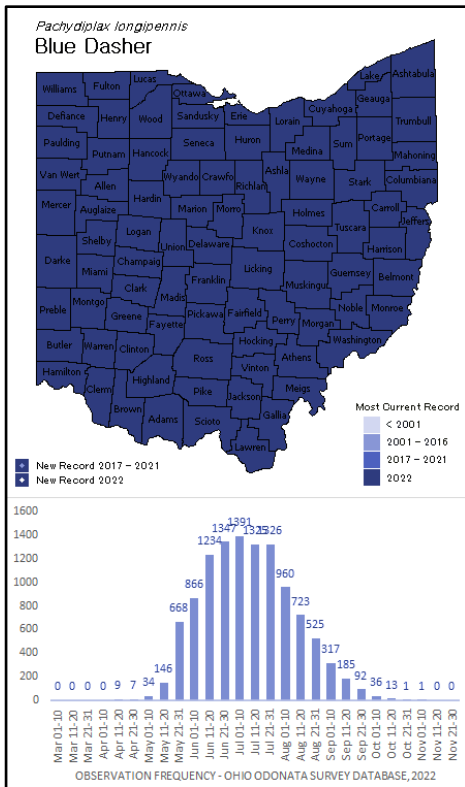 Pachydiplax longipennis
Blue Dasher
Williams Fulton Lucas Ottawa Lake Ashtabula
Geauga
Defiance Henry Wood Sandusky Erie Lorain Cuyahoga Trumbull
Paulding Putnam Hancock Seneca Huron Medina Sum Portage Mahoning
Van Wert Allen Wyando Crawfo Richlan Ashla Wayne Stark Columbiana
Mercer Auglaize Hardin Marion Morro Holmes Carroll Jeffers
Shelby Logan Union Delaware Knox Coshocton Tuscara Harrison
Darke Miami Champaig Licking Guernsey Belmont
Clark Madis Franklin Muskingu
Preble Montgo Greene Fayette Pickawa Fairfield Perry Morgan Noble Monroe
Butler Warren Clinton Hocking Washington
Hamilton Ross Vinton Athens
Clerm Highland Pike Jackson Meigs
Brown Adams Scioto Gallia
Lawren
Most Current Record
< 2001
2001 – 2016
2017 – 2021
2022
New Record 2017 – 2021
New Record 2022
1600
1400
1200
1000
800
600
400
200
0
0 0 0 0 9 7 34 146 668 866 1234 1347 1391 1325 1326 960 723 525 317 185 92 36 13 1 1 0 0
Mar 01-10
Mar 11-20
Mar 21-31
Apr 01-10
Apr 11-20
Apr 21-30
May 01-10
May 11-20
May 21-31
Jun 01-10
Jun 11-20
Jun 21-30
Jul 01-10
Jul 11-20
Jul 21-31
Aug 01-10
Aug 11-20
Aug 21-31
Sep 01-10
Sep 11-20
Sep 21-30
Oct 01-10
Oct 11-20
Oct 21-31
Nov 01-10
Nov 11-20
Nov 21-30
OBSERVATION FREQUENCY - OHIO ODONATA SURVEY DATABASE, 2022